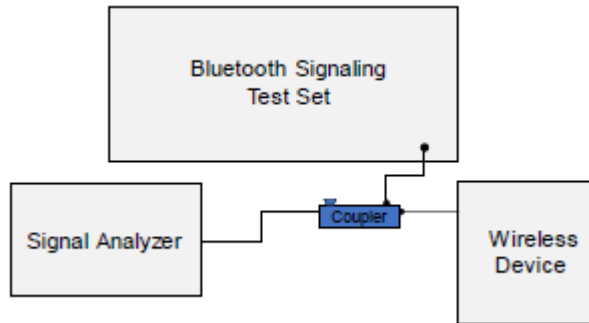 Bluetooth Signaling
Test Set
Signal Analyzer
Coupler
Wireless
Device